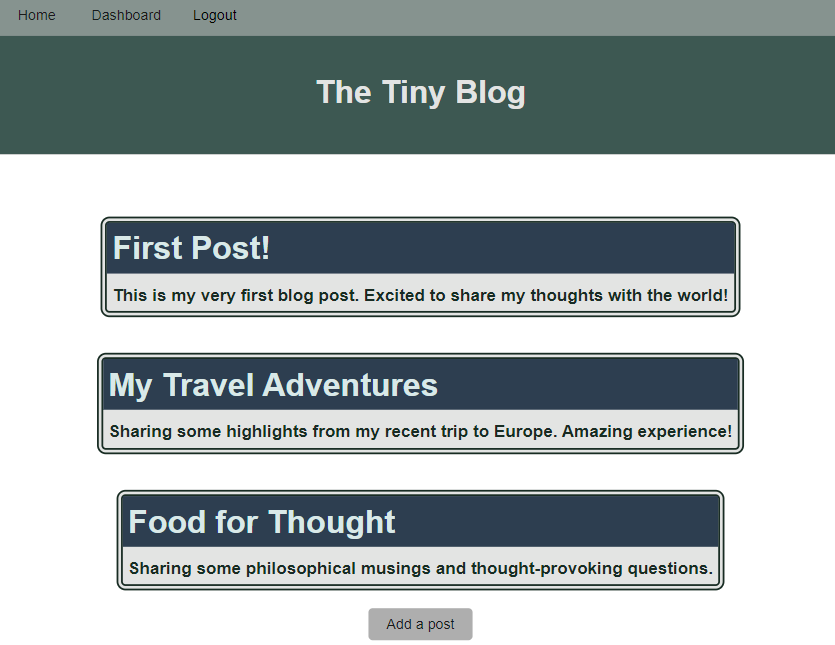 Home Dashboard Logout
The Tiny Blog
First Post!
This is my very first blog post. Excited to share my thoughts with the world!
My Travel Adventures
Sharing some highlights from my recent trip to Europe. Amazing experience!
Food for Thought
Sharing some philosophical musings and thought-provoking questions.
Add a post